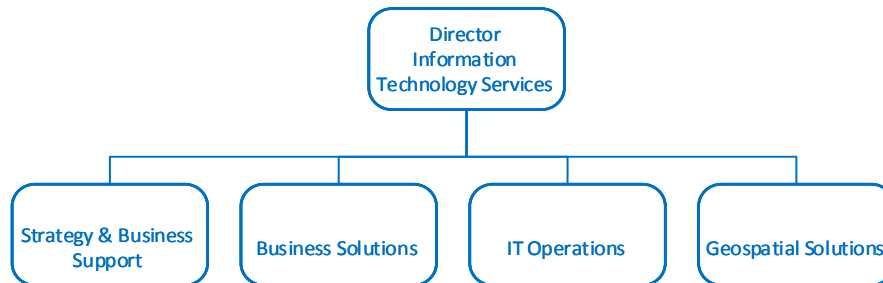 Director
Information
Technology Services
Strategy & Business
Support
Business Solutions
IT Operations
Geospatial Solutions